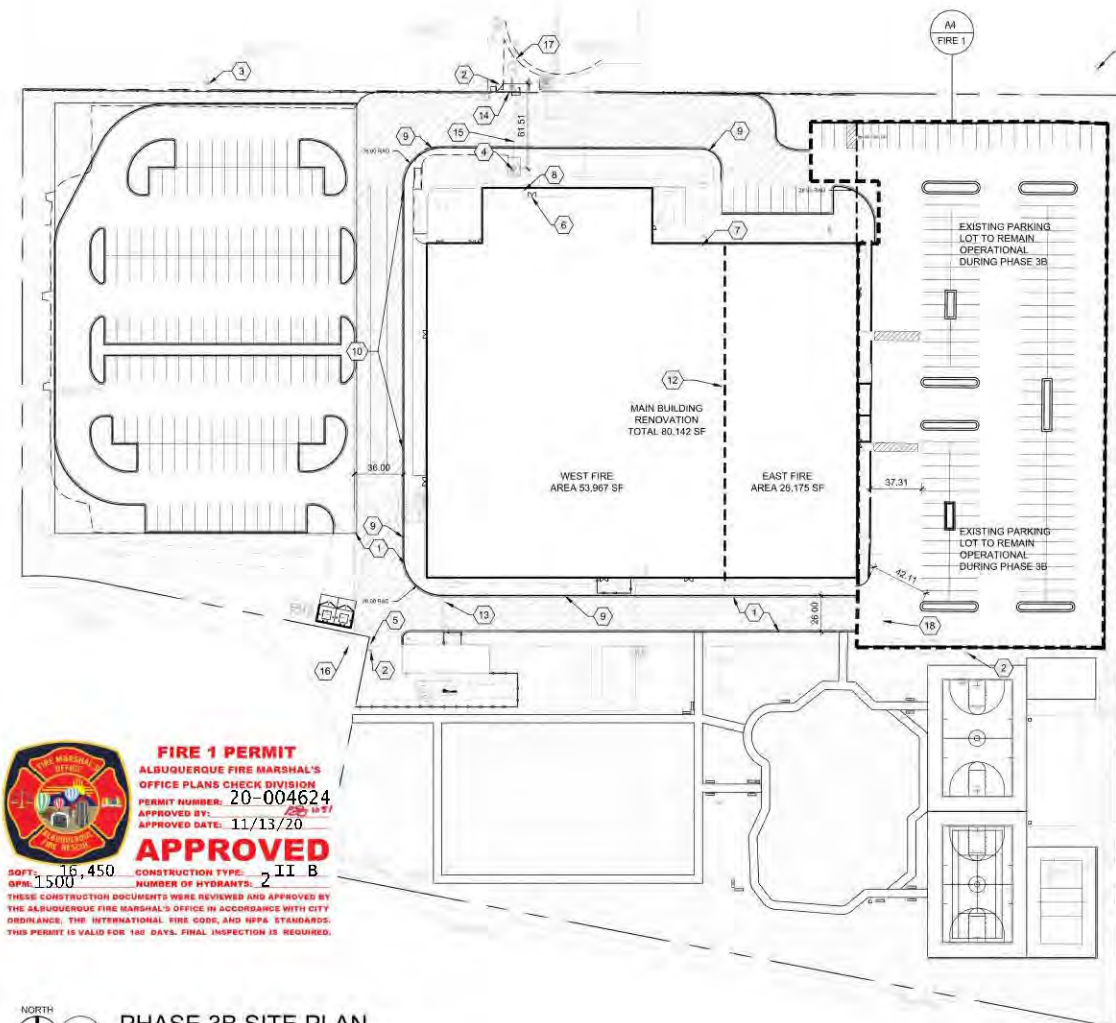 A4
FIRE 1
17
3
2
14
15
61.51
9
9
4
8
6
7
EXISTING PARKING
LOT TO REMAIN
OPERATIONAL
DURING PHASE 3B
10
12
MAIN BUILDING
RENOVATION
TOTAL 80,142 SF
36.00
WEST FIRE
AREA 53,967 SF
EAST FIRE
AREA 26,175 SF
37.31
9
1
EXISTING PARKING
LOT TO REMAIN
OPERATIONAL
DURING PHASE 3B
42.11
13
9
1
26.00
18
5
16
2
2
FIRE MARSHAL'S
OFFICE
ALBUQUERQUE
FIRE RESCUE
FIRE 1 PERMIT
ALBUQUERQUE FIRE MARSHAL'S
OFFICE PLANS CHECK DIVISION
PERMIT NUMBER: 20-004624
APPROVED BY:
APPROVED DATE: 11/13/20
APPROVED
SQFT: 16,450 CONSTRUCTION TYPE: II B
GPM: 1500 NUMBER OF HYDRANTS: 2
THESE CONSTRUCTION DOCUMENTS WERE REVIEWED AND APPROVED BY
THE ALBUQUERQUE FIRE MARSHAL'S OFFICE IN ACCORDANCE WITH CITY
ORDINANCE, THE INTERNATIONAL FIRE CODE, AND NFPA STANDARDS.
THIS PERMIT IS VALID FOR 180 DAYS. FINAL INSPECTION IS REQUIRED.
NORTH
PHASE 3B SITE PLAN